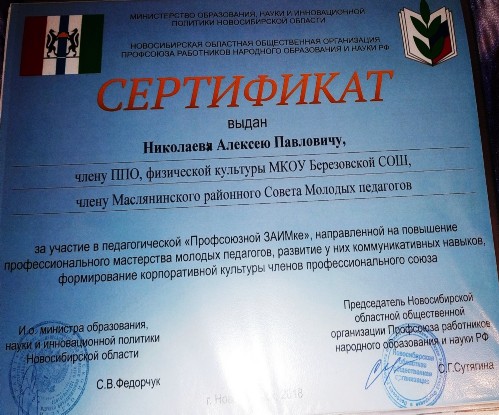 МИНИСТЕРСТВО ОБРАЗОВАНИЯ, НАУКИ И ИННОВАЦИОННОЙ
ПОЛИТИКИ НОВОСИБИРСКОЙ ОБЛАСТИ
НОВОСИБИРСКАЯ ОБЛАСТНАЯ ОБЩЕСТВЕННАЯ ОРГАНИЗАЦИЯ
ПРОФСОЮЗА РАБОТНИКОВ НАРОДНОГО ОБРАЗОВАНИЯ И НАУКИ РФ
СЕРТИФИКАТ
выдан
Николаеву Алексею Павловичу,
члену ППО, физической культуры МКОУ Березовской СОШ,
члену Маслянинского районного Совета Молодых педагогов
за участие в педагогической «Профсоюзной ЗАИМке», направленной на повышение
профессионального мастерства молодых педагогов, развитие у них коммуникативных навыков,
формирование корпоративной культуры членов профессионального союза
И.о. министра образования,
науки и инновационной политики
Новосибирской области
С.В.Федорчук
Председатель Новосибирской
областной общественной
организации Профсоюза работников
народного образования и науки РФ
Новосибирская
областная
общественная
организация
С.Г.Сутягина
г. 2018